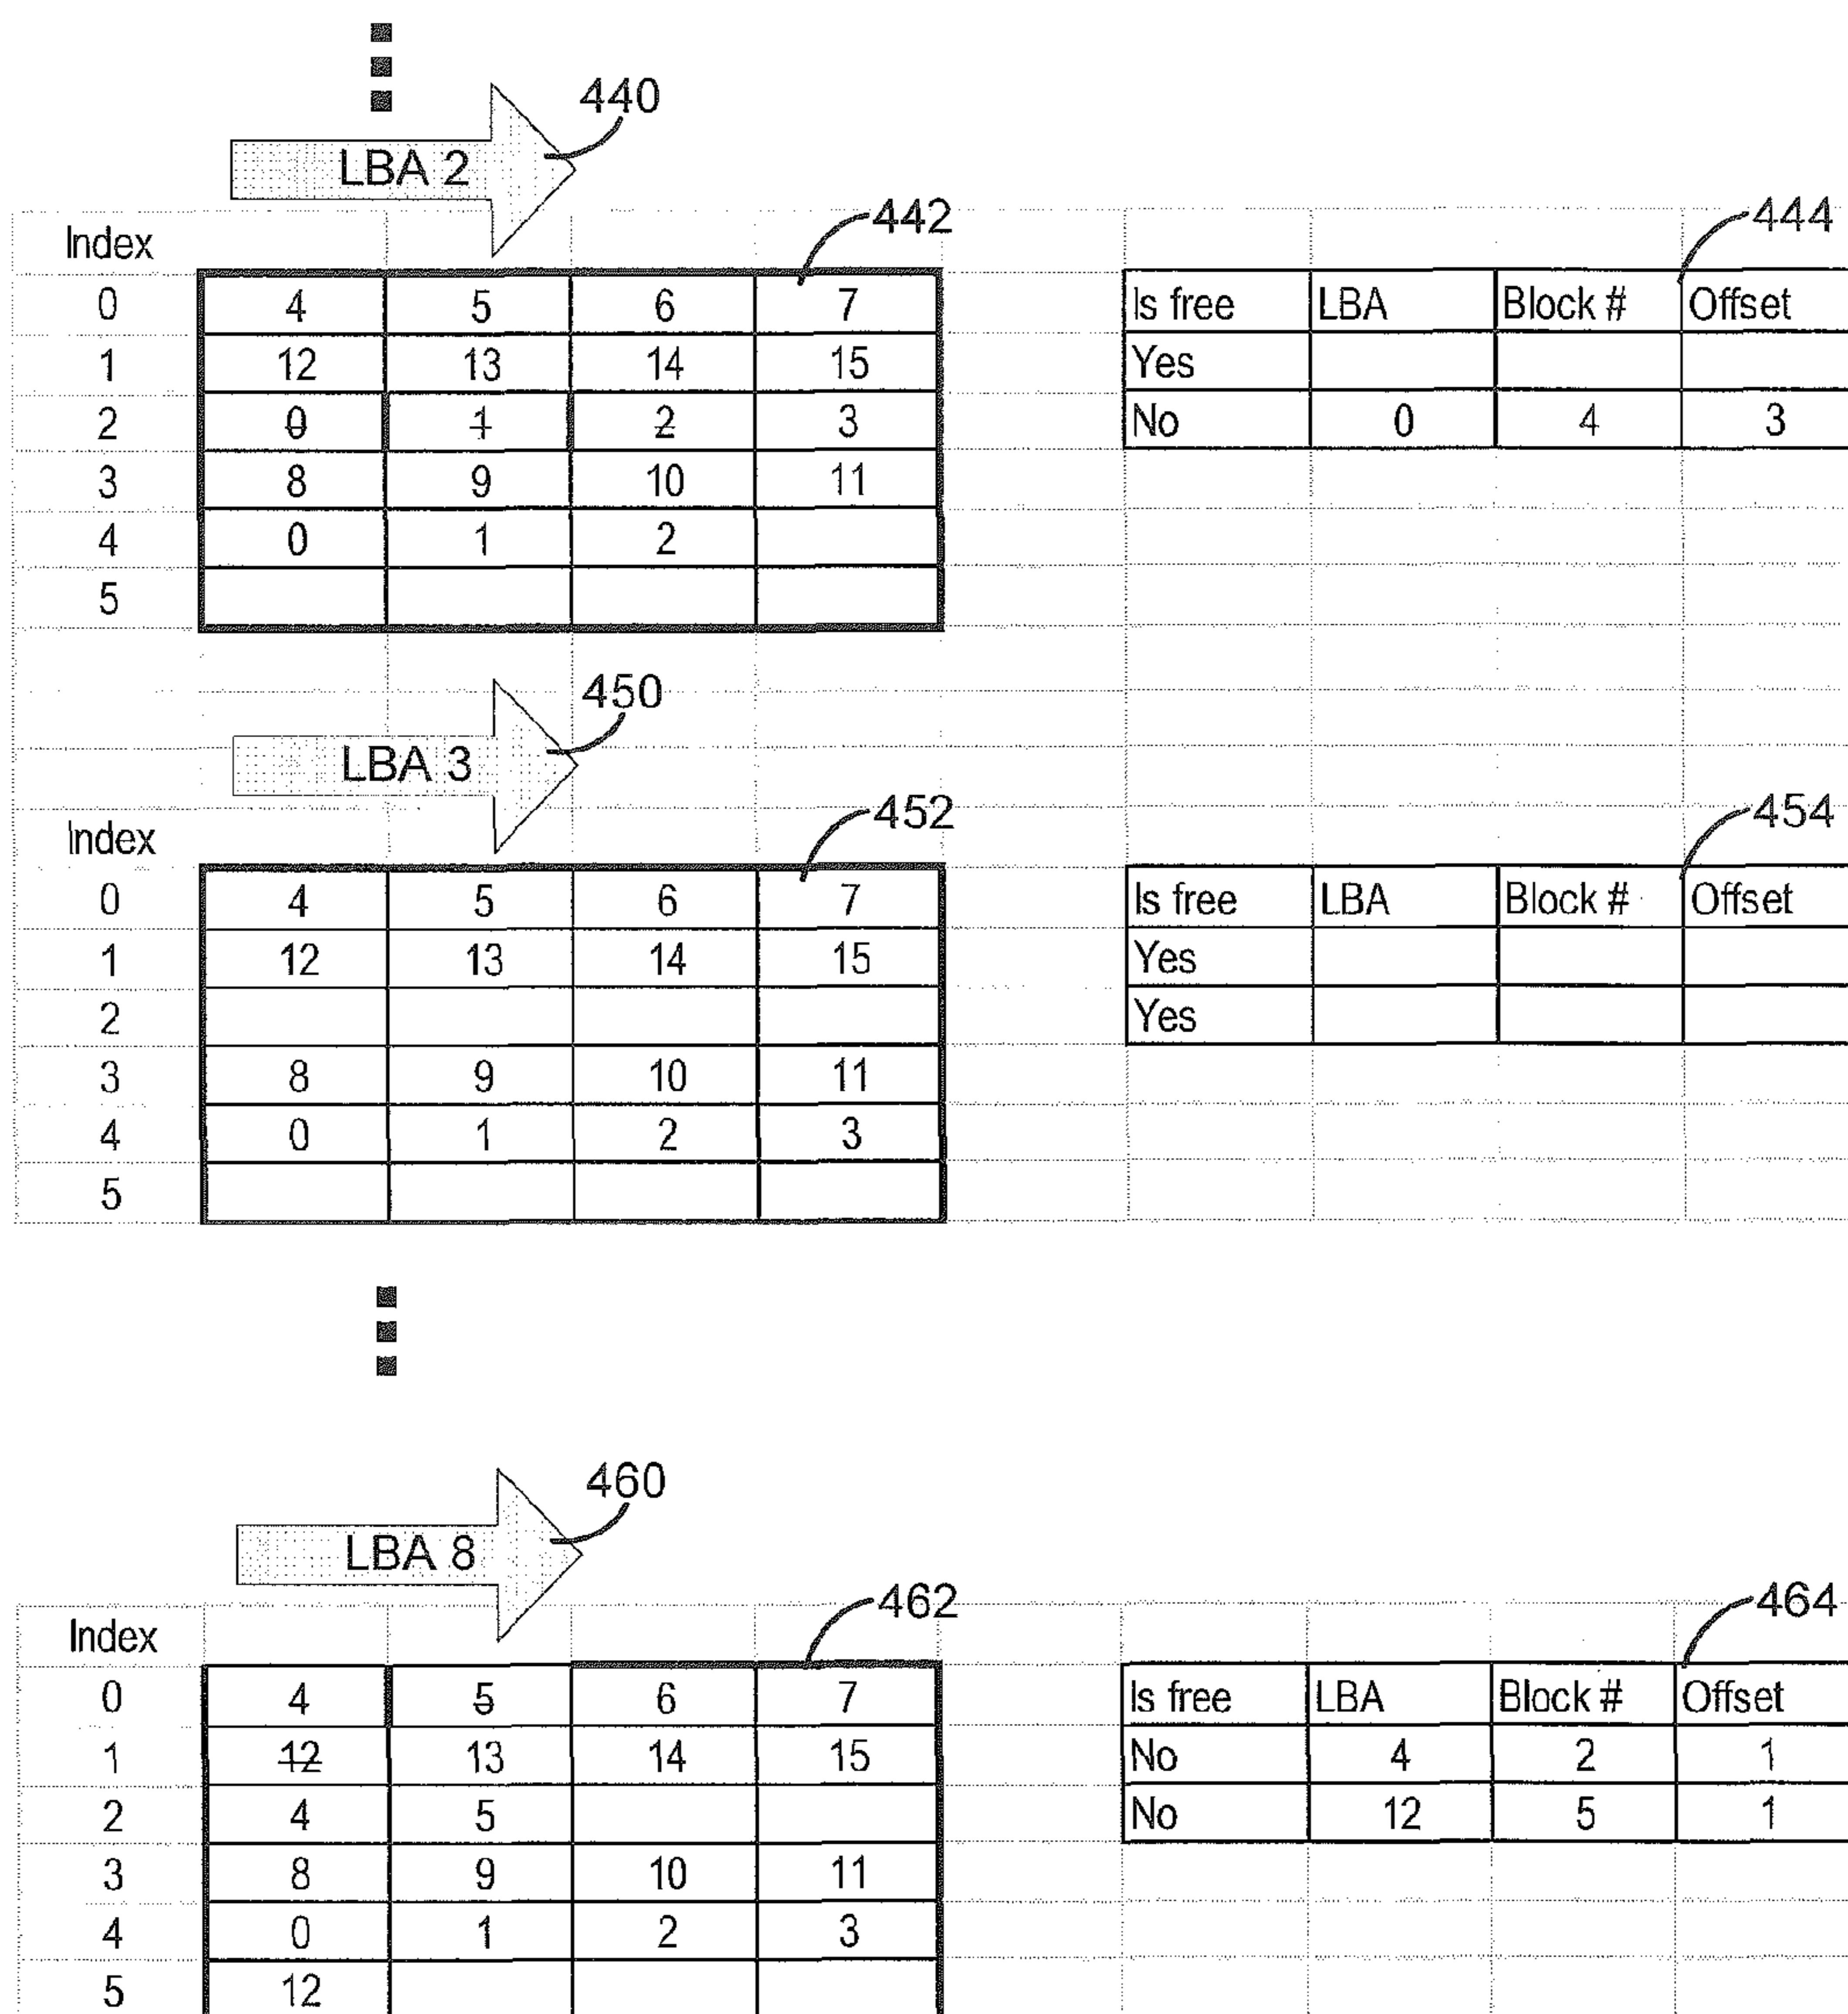 440
LBA 2
442
444
Index
0 4 5 6 7 Is free LBA Block # Offset
1 12 13 14 15 Yes
2 0 1 2 3 No 0 4 3
3 8 9 10 11
4 0 1 2
5
450
LBA 3
452
454
Index
0 4 5 6 7 Is free LBA Block # Offset
1 12 13 14 15 Yes
2 Yes
3 8 9 10 11
4 0 1 2 3
5
460
LBA 8
462
464
Index
0 4 5 6 7 Is free LBA Block # Offset
1 12 13 14 15 No 4 2 1
2 4 5 No 12 5 1
3 8 9 10 11
4 0 1 2 3
5 12